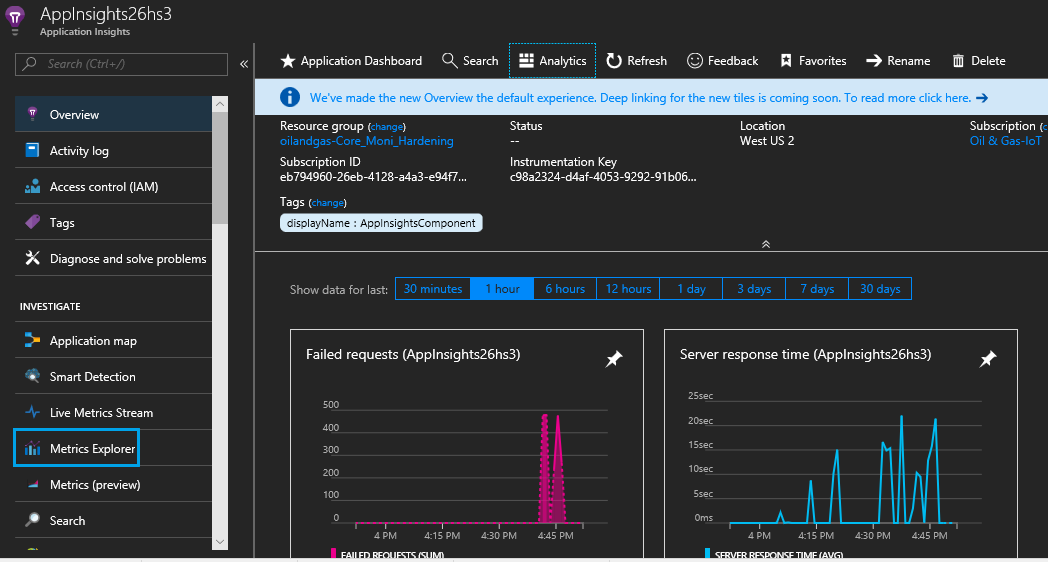 AppInsights26hs3
Application Insights
Search (Ctrl+/)
«
Overview
Activity log
Access control (IAM)
Tags
Diagnose and solve problems
INVESTIGATE
Application map
Smart Detection
Live Metrics Stream
Metrics Explorer
Metrics (preview)
Search
Application Dashboard Search Analytics Refresh Feedback Favorites Rename Delete
We've made the new Overview the default experience. Deep linking for the new tiles is coming soon. To read more click here. →
Resource group (change) Status Location Subscription (c
oilandgas-Core_Moni_Hardening -- West US 2 Oil & Gas-IoT
Subscription ID Instrumentation Key
eb794960-26eb-4128-a4a3-e94f7... c98a2324-d4af-4053-9292-91b06...
Tags (change)
displayName : AppInsightsComponent
Show data for last: 30 minutes 1 hour 6 hours 12 hours 1 day 3 days 7 days 30 days
Failed requests (AppInsights26hs3)
500
400
300
200
100
0
4 PM 4:15 PM 4:30 PM 4:45 PM
FAILED REQUESTS (SUM)
Server response time (AppInsights26hs3)
25sec
20sec
15sec
10sec
5sec
0ms
4 PM 4:15 PM 4:30 PM 4:45 PM
SERVER RESPONSE TIME (AVG)